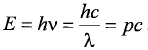 E = hν = hc/λ = pc.